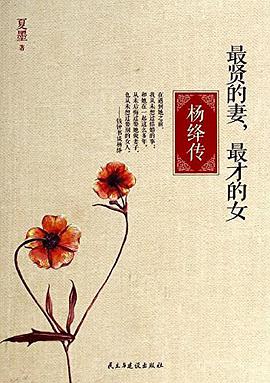 最贤的妻，最才的女
杨绛传
夏墨 著
在遇到她之前，
我从未想过结婚的事；
和她在一起这么多年，
从未后悔过娶她做妻子，
也从未想过娶别的女人。
——钱钟书谈杨绛
民主与建设出版社